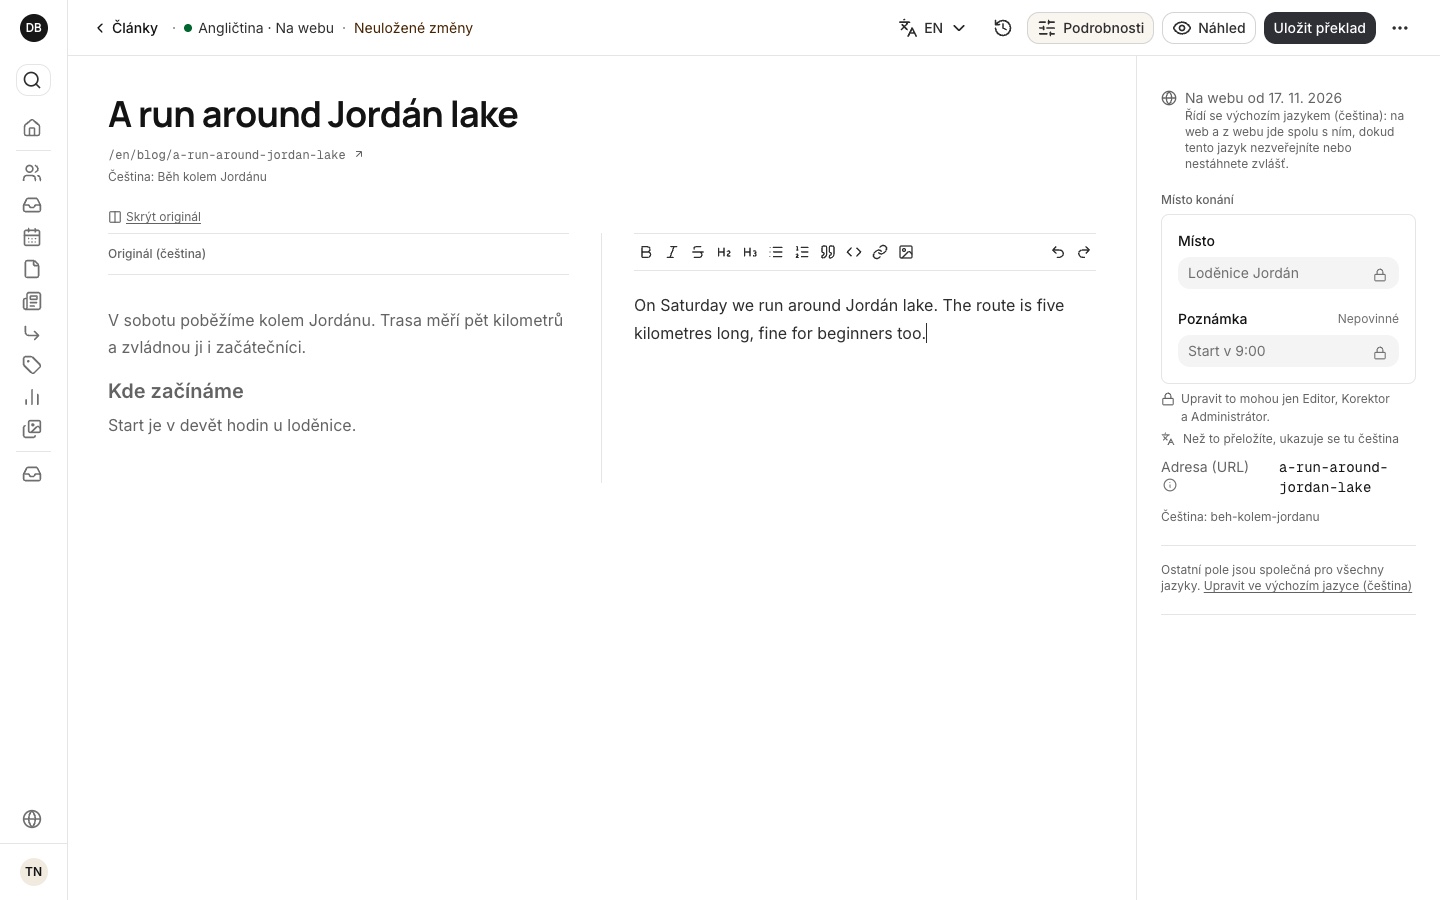 DB
Články · Angličtina · Na webu · Neuložené změny
EN
Podrobnosti
Náhled
Uložit překlad
A run around Jordán lake
/en/blog/a-run-around-jordan-lake
Čeština: Běh kolem Jordánu
Skrýt originál
Originál (čeština)
V sobotu poběžíme kolem Jordánu. Trasa měří pět kilometrů
a zvládnou ji i začátečníci.
Kde začínáme
Start je v devět hodin u loděnice.
H2 H3
On Saturday we run around Jordán lake. The route is five
kilometres long, fine for beginners too.
Na webu od 17. 11. 2026
Řídí se výchozím jazykem (čeština): na
web a z webu jde spolu s ním, dokud
tento jazyk nezveřejníte nebo
nestáhnete zvlášť.
Místo konání
Místo
Loděnice Jordán
Poznámka Nepovinné
Start v 9:00
Upravit to mohou jen Editor, Korektor
a Administrátor.
Než to přeložíte, ukazuje se tu čeština
Adresa (URL) a-run-around-
jordan-lake
Čeština: beh-kolem-jordanu
Ostatní pole jsou společná pro všechny
jazyky. Upravit ve výchozím jazyce (čeština)
TN